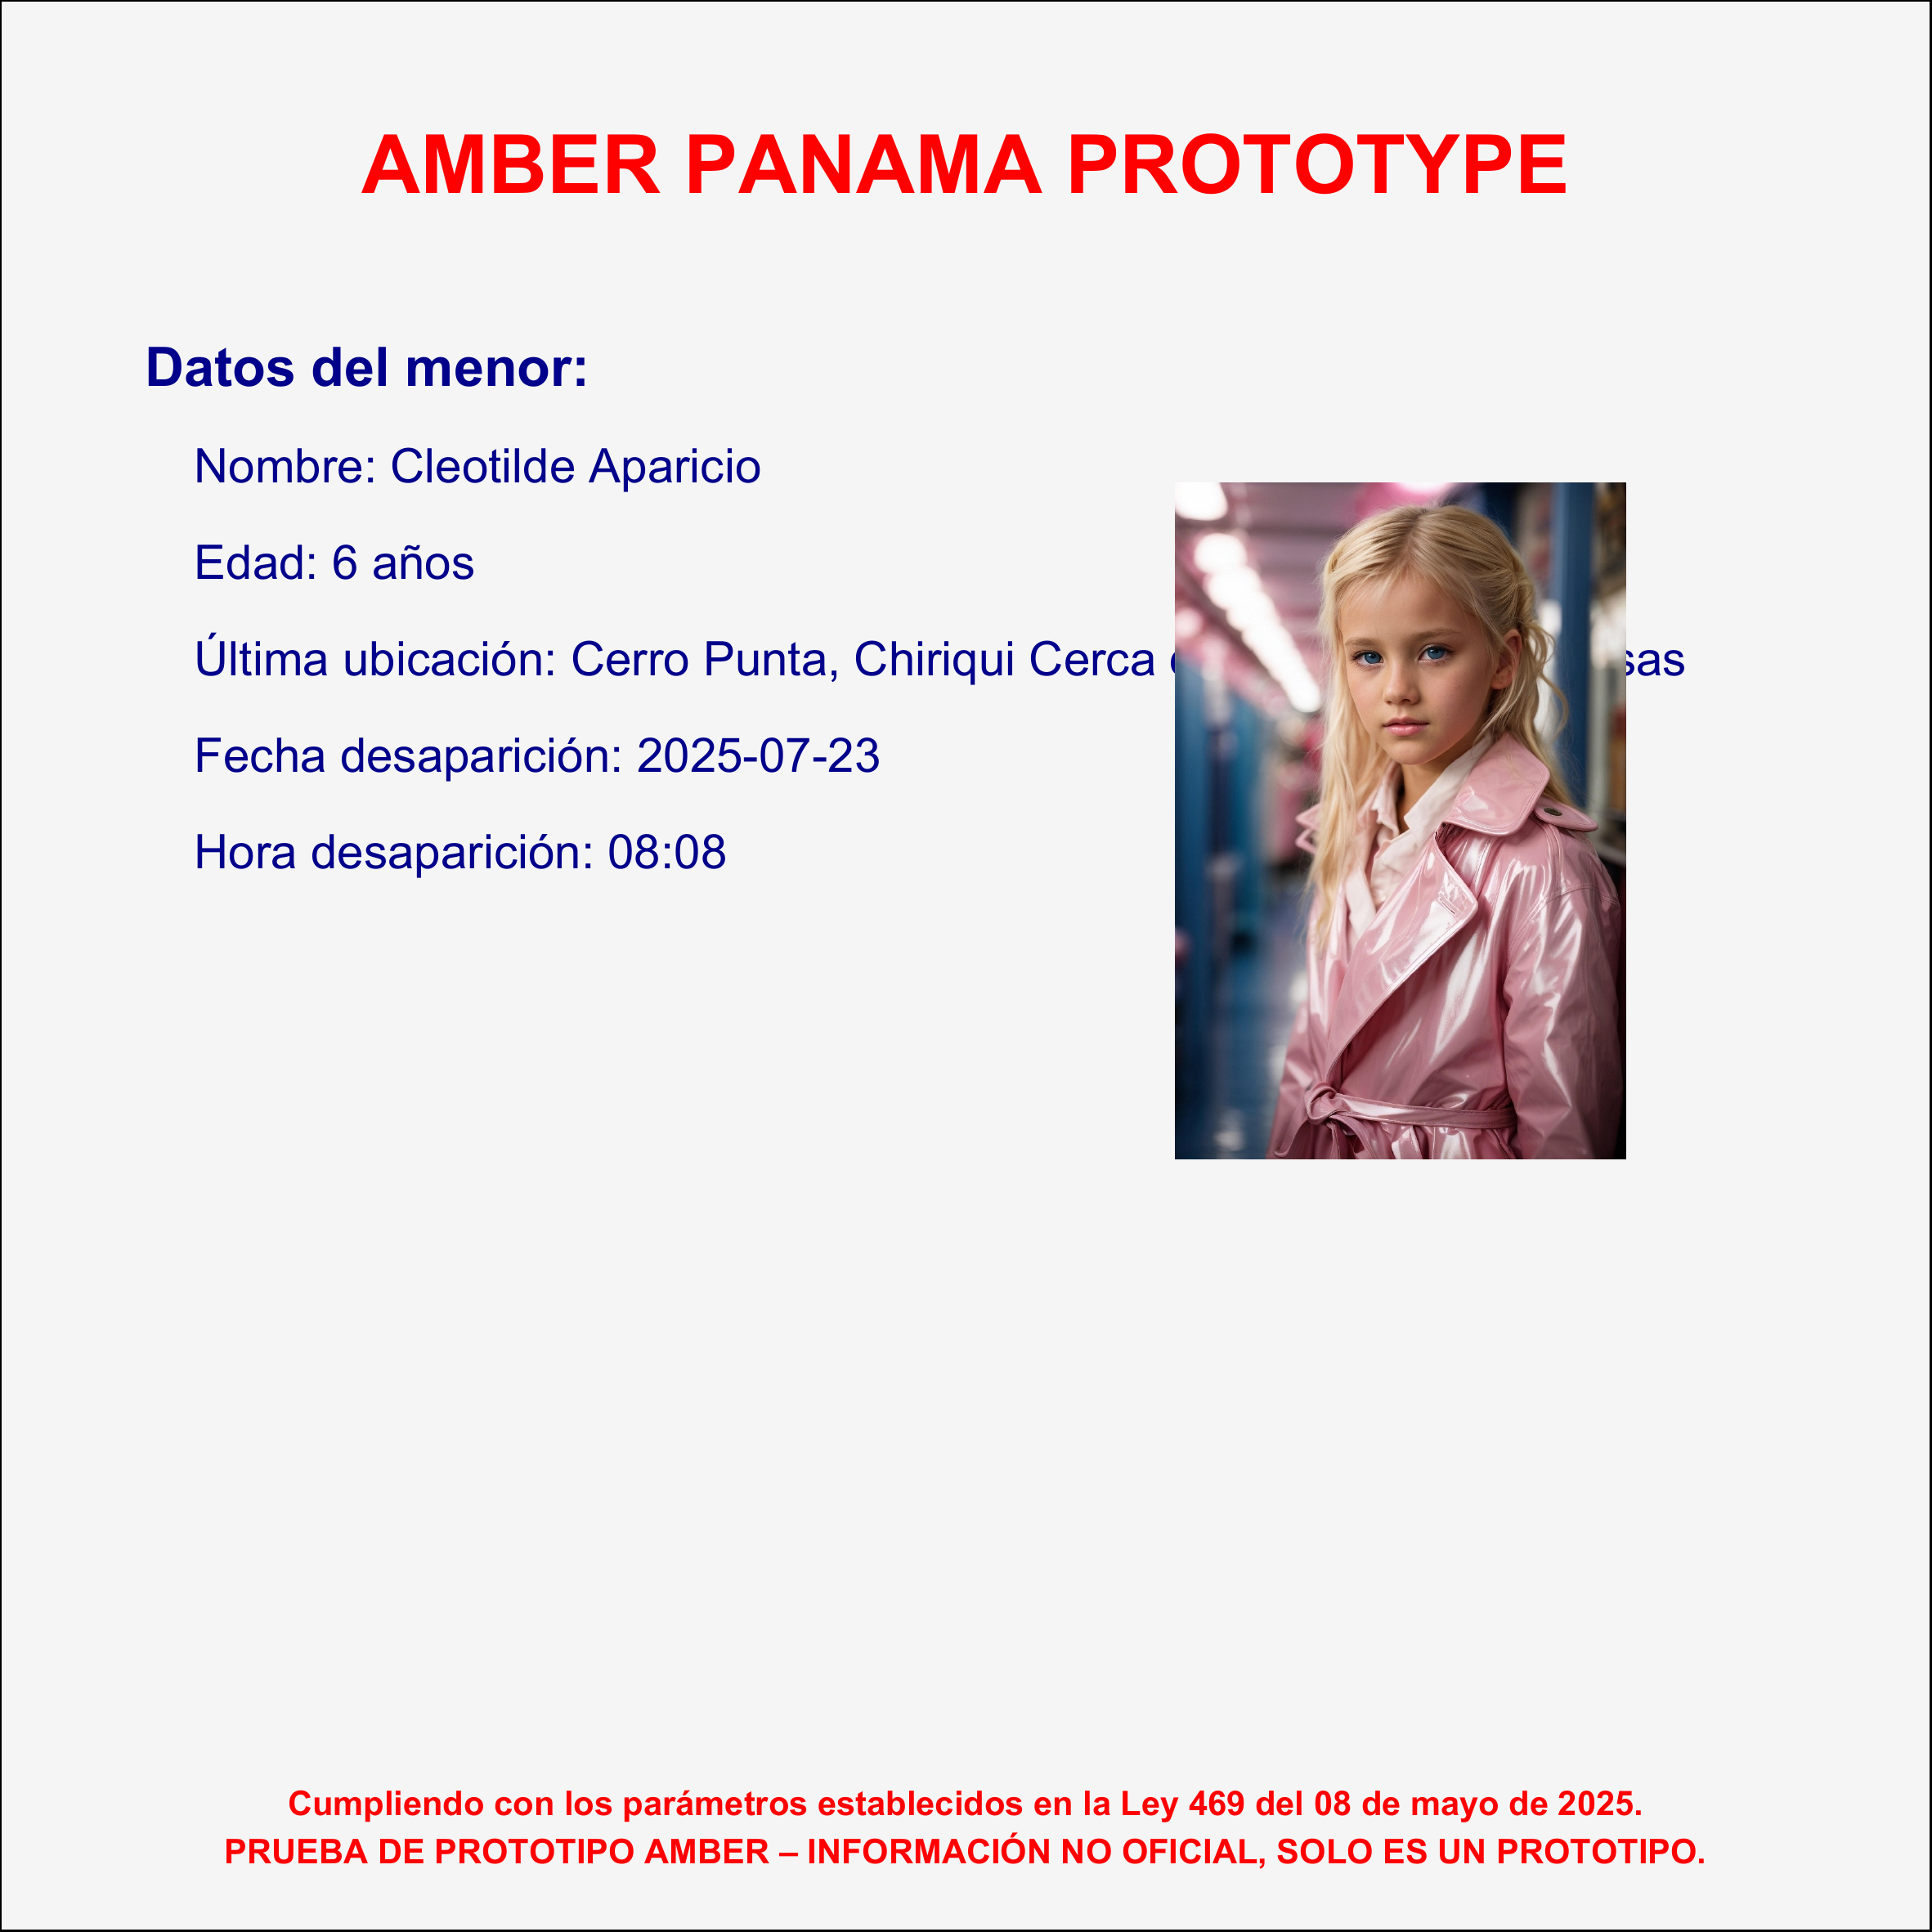 AMBER PANAMA PROTOTYPE
Datos del menor:
Nombre: Cleotilde Aparicio
Edad: 6 años
Última ubicación: Cerro Punta, Chiriqui Cerca
Fecha desaparición: 2025-07-23
Hora desaparición: 08:08
Cumpliendo con los parámetros establecidos en la Ley 469 del 08 de mayo de 2025.
PRUEBA DE PROTOTIPO AMBER – INFORMACIÓN NO OFICIAL, SOLO ES UN PROTOTIPO.